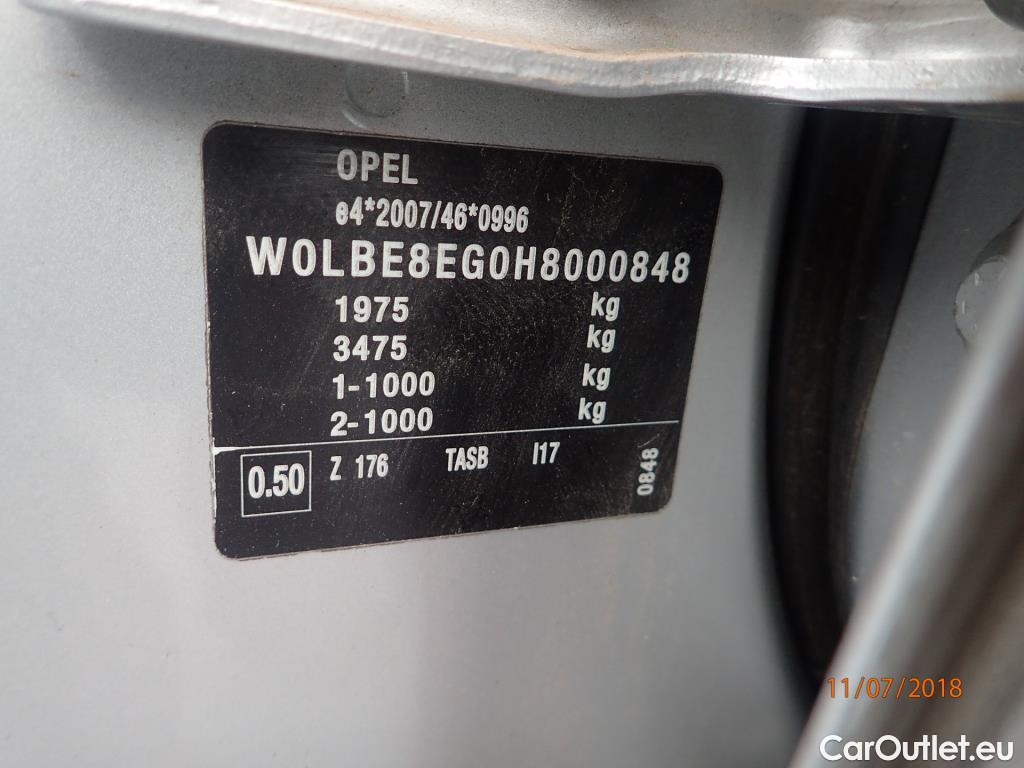 OPEL
e4*2007/46*0996
W0LBE8EG0H8000848
1975 kg
3475 kg
1-1000 kg
2-1000 kg
0.50 Z 176 TASB I17 0848
11/07/2018
CarOutlet.eu